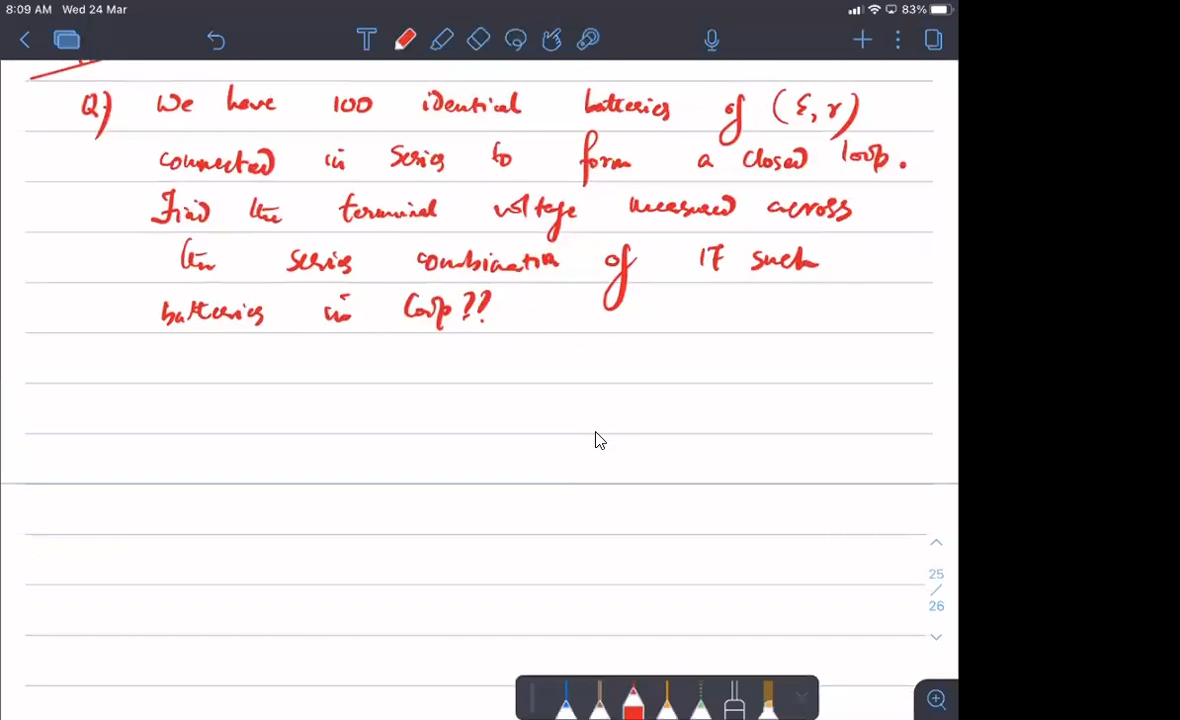 8:09 AM Wed 24 Mar 83%
Q) We have 100 identical batteries of (ξ, r)
connected in series to form a closed loop.
Find the terminal voltage measured across
the series combination of 17 such
batteries in loop??
25
/
26